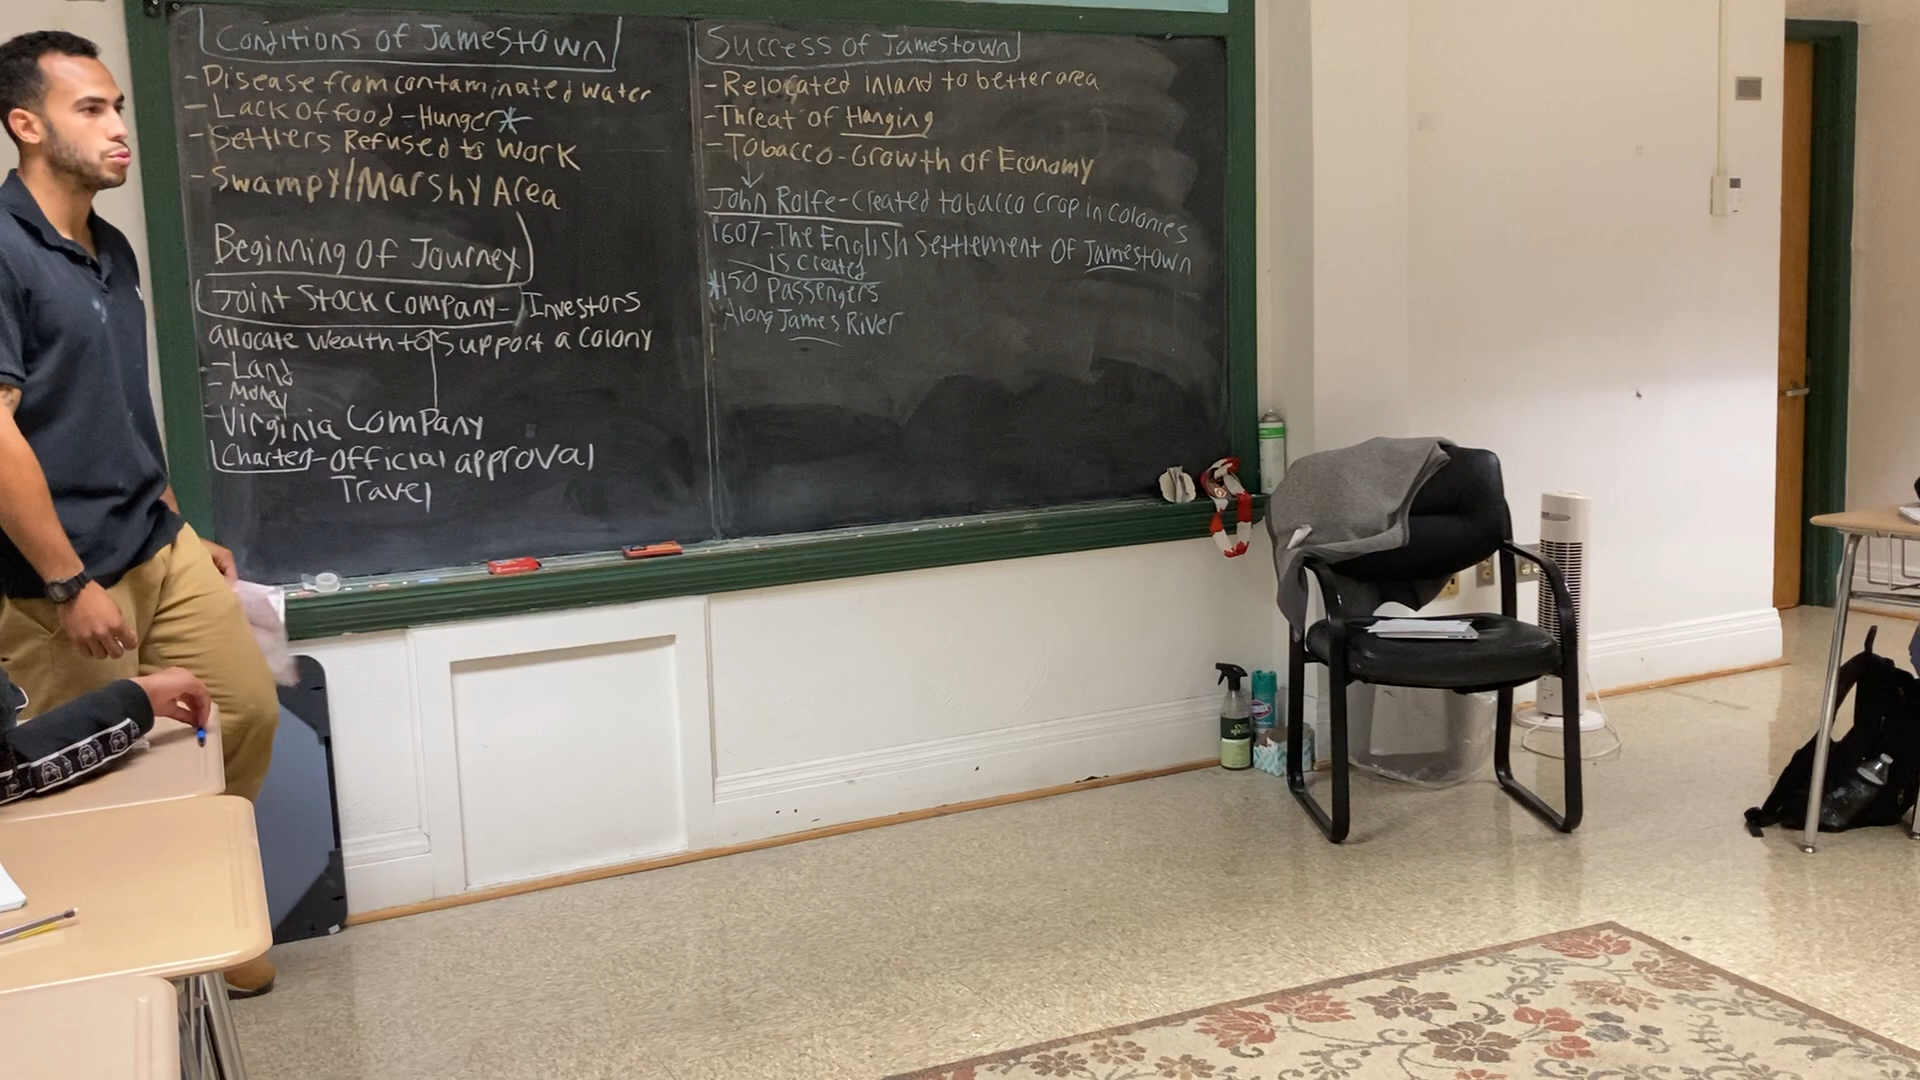 Conditions of Jamestown
- Disease from contaminated water
- Lack of food - Hunger*
- Settlers Refused to work
- Swampy/Marshy Area
Beginning Of Journey
Joint Stock Company - Investors
allocate wealth to support a colony
- Land
- Money
- Virginia Company
Charter - Official approval
Travel
Success of Jamestown
- Relocated inland to better area
- Threat of Hanging
- Tobacco - Growth of Economy
John Rolfe - created tobacco crop in colonies
1607 - The English Settlement Of Jamestown
is created
*150 Passengers
Along James River